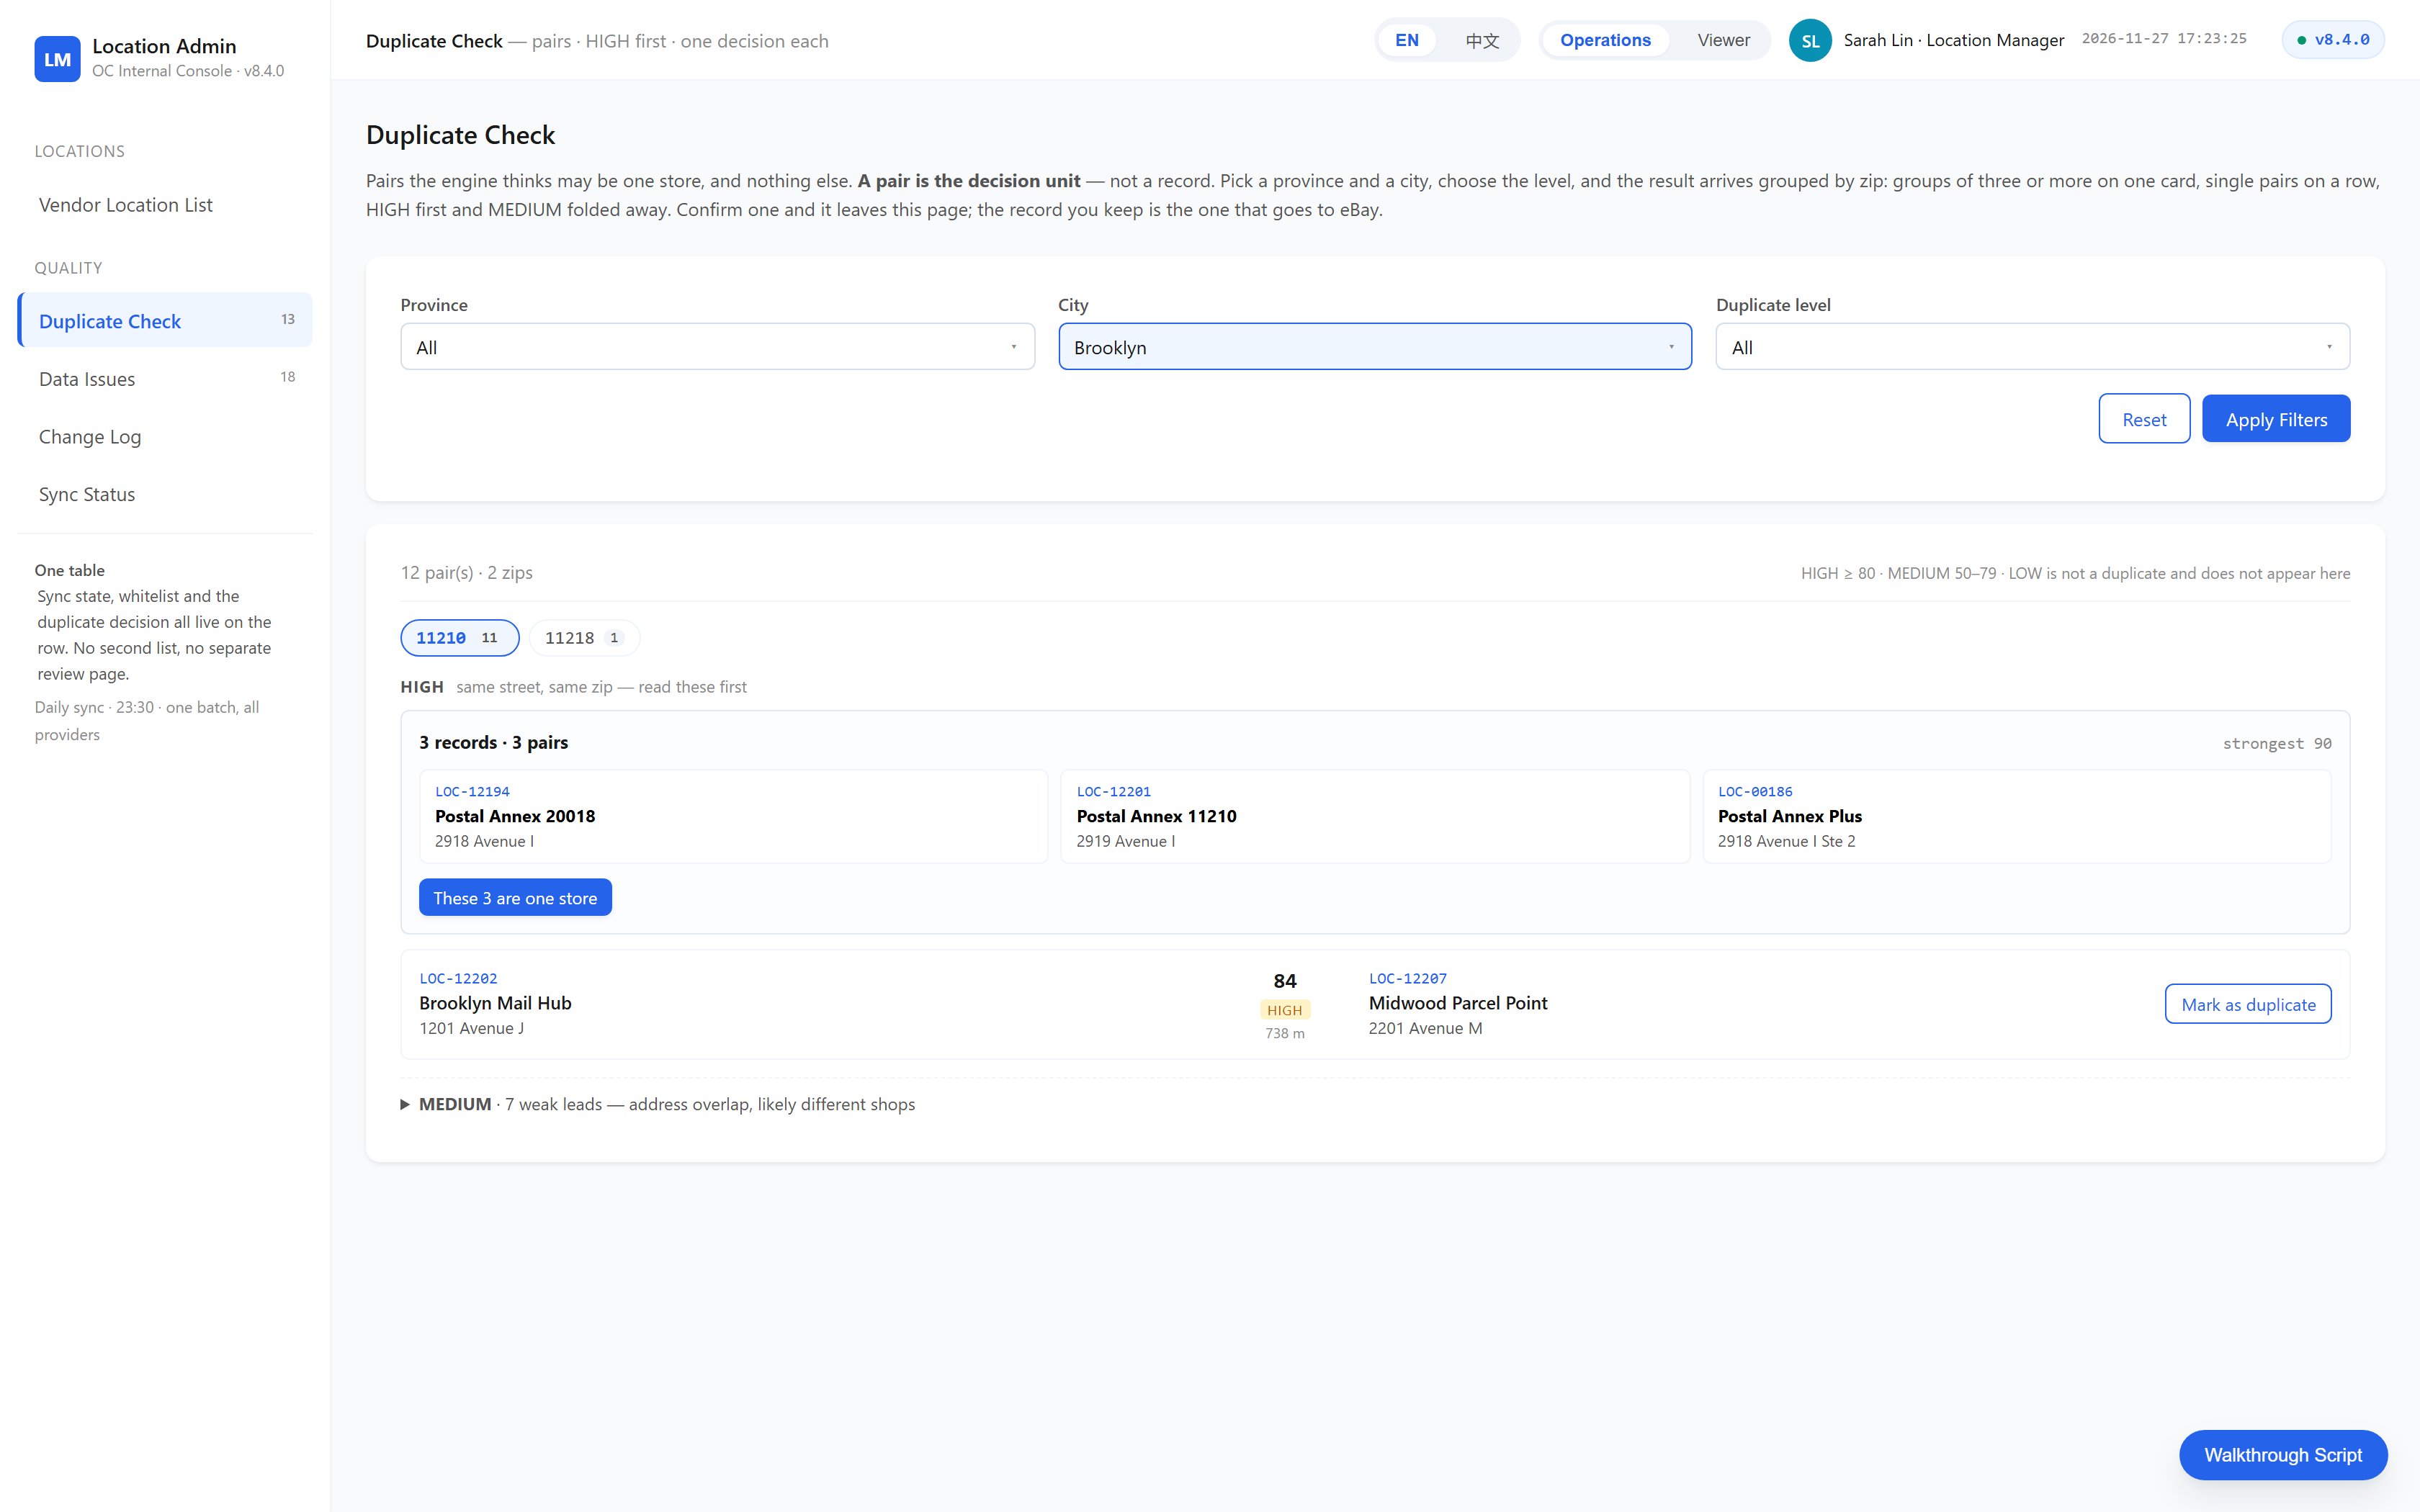 LM
Location Admin
OC Internal Console · v8.4.0
LOCATIONS
Vendor Location List
QUALITY
Duplicate Check 13
Data Issues 18
Change Log
Sync Status
One table
Sync state, whitelist and the
duplicate decision all live on the
row. No second list, no separate
review page.
Daily sync · 23:30 · one batch, all
providers
Duplicate Check — pairs · HIGH first · one decision each
EN 中文
Operations Viewer
SL Sarah Lin · Location Manager
2026-11-27 17:23:25
v8.4.0
Duplicate Check
Pairs the engine thinks may be one store, and nothing else. A pair is the decision unit — not a record. Pick a province and a city, choose the level, and the result arrives grouped by zip: groups of three or more on one card, single pairs on a row,
HIGH first and MEDIUM folded away. Confirm one and it leaves this page; the record you keep is the one that goes to eBay.
Province City Duplicate level
All Brooklyn All
Reset Apply Filters
12 pair(s) · 2 zips
HIGH ≥ 80 · MEDIUM 50–79 · LOW is not a duplicate and does not appear here
11210 11 11218 1
HIGH same street, same zip — read these first
3 records · 3 pairs strongest 90
LOC-12194
Postal Annex 20018
2918 Avenue I
LOC-12201
Postal Annex 11210
2919 Avenue I
LOC-00186
Postal Annex Plus
2918 Avenue I Ste 2
These 3 are one store
LOC-12202
Brooklyn Mail Hub
1201 Avenue J
84
HIGH
738 m
LOC-12207
Midwood Parcel Point
2201 Avenue M
Mark as duplicate
MEDIUM · 7 weak leads — address overlap, likely different shops
Walkthrough Script